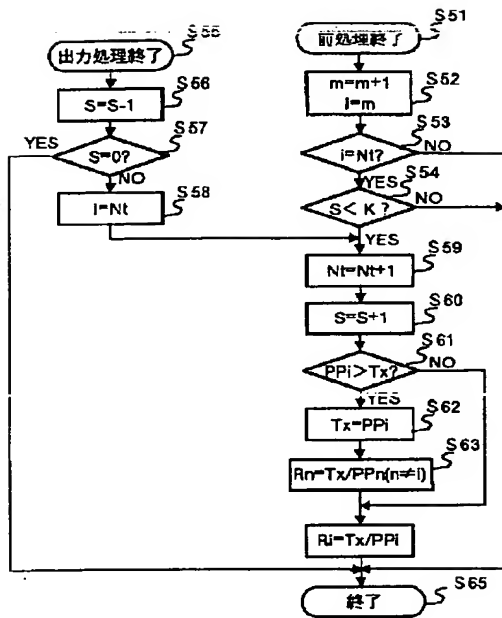 出力処理終了
S55
S=S-1
S56
S=0?
S57
YES
NO
I=Nt
S58
前処理終了
S51
m=m+1
i=m
S52
i=Nt?
S53
NO
YES
S<K?
S54
NO
YES
Nt=Nt+1
S59
S=S+1
S60
PPi>Tx?
S61
NO
YES
Tx=PPi
S62
Rn=Tx/PPn(n≠i)
S63
Ri=Tx/PPi
終了
S65